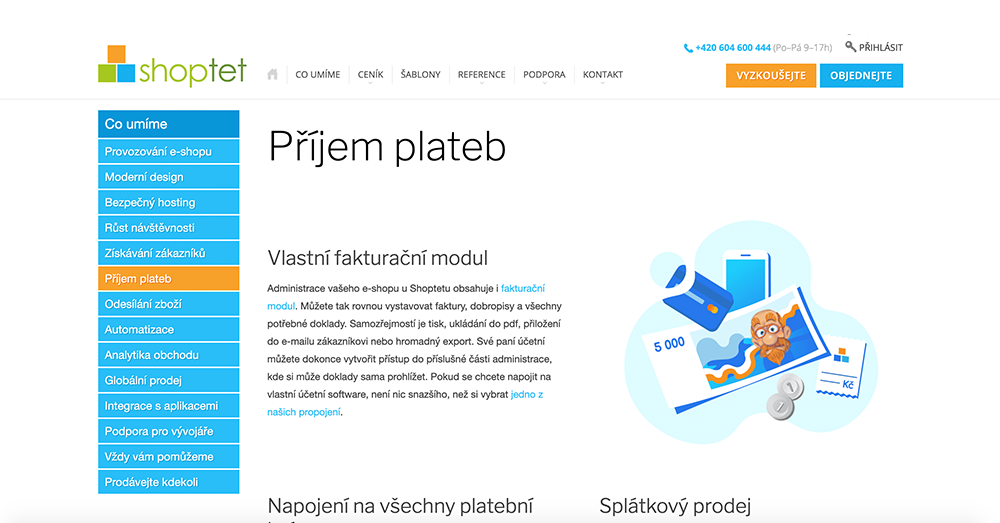 +420 604 600 444 (Po–Pá 9–17h) PŘIHLÁSIT
shoptet
CO UMÍME CENÍK ŠABLONY REFERENCE PODPORA KONTAKT
VYZKOUŠEJTE OBJEDNEJTE
Co umíme
Provozování e-shopu
Moderní design
Bezpečný hosting
Růst návštěvnosti
Získávání zákazníků
Příjem plateb
Odesílání zboží
Automatizace
Analytika obchodu
Globální prodej
Integrace s aplikacemi
Podpora pro vývojáře
Vždy vám pomůžeme
Prodávejte kdekoli
Příjem plateb
Vlastní fakturační modul
Administrace vašeho e-shopu u Shoptetu obsahuje i fakturační
modul. Můžete tak rovnou vystavovat faktury, dobropisy a všechny
potřebné doklady. Samozřejmostí je tisk, ukládání do pdf, přiložení
do e-mailu zákazníkovi nebo hromadný export. Své paní účetní
můžete dokonce vytvořit přístup do příslušné části administrace,
kde si může doklady sama prohlížet. Pokud se chcete napojit na
vlastní účetní software, není nic snazšího, než si vybrat jedno z
našich propojení.
5 000
Kč
1
1
Napojení na všechny platební
Splátkový prodej